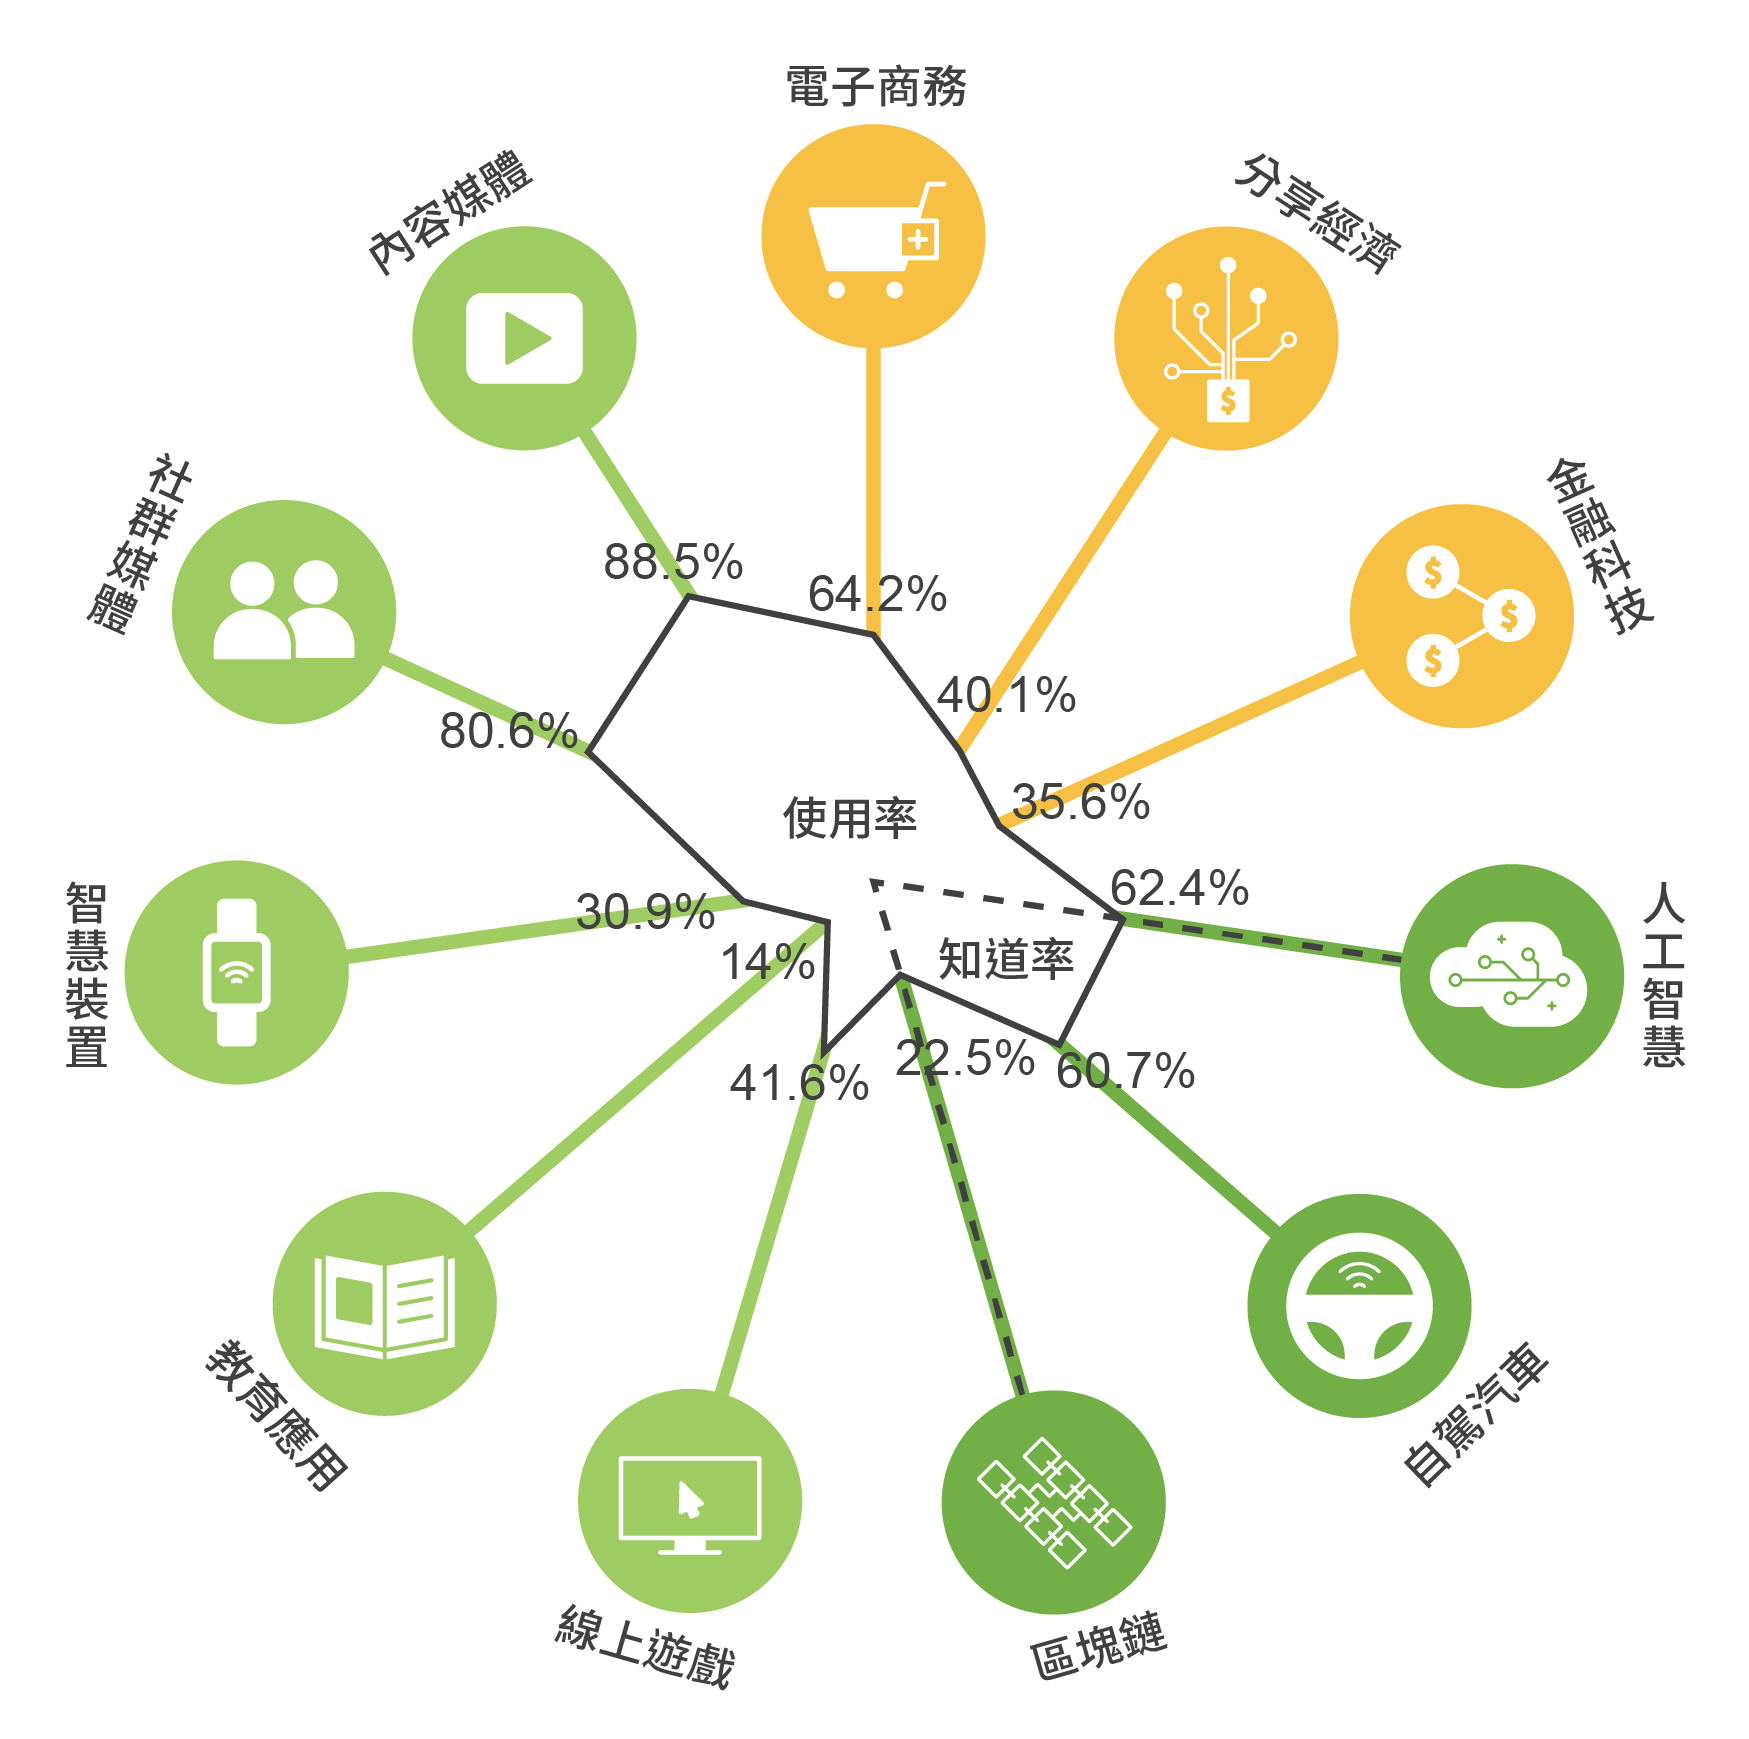 電子商務
分享經濟
金融科技
人工智慧
自駕汽車
區塊鏈
線上遊戲
教育應用
智慧裝置
社群媒體
內容媒體
64.2%
40.1%
35.6%
62.4%
60.7%
22.5%
41.6%
14%
30.9%
80.6%
88.5%
使用率
知道率